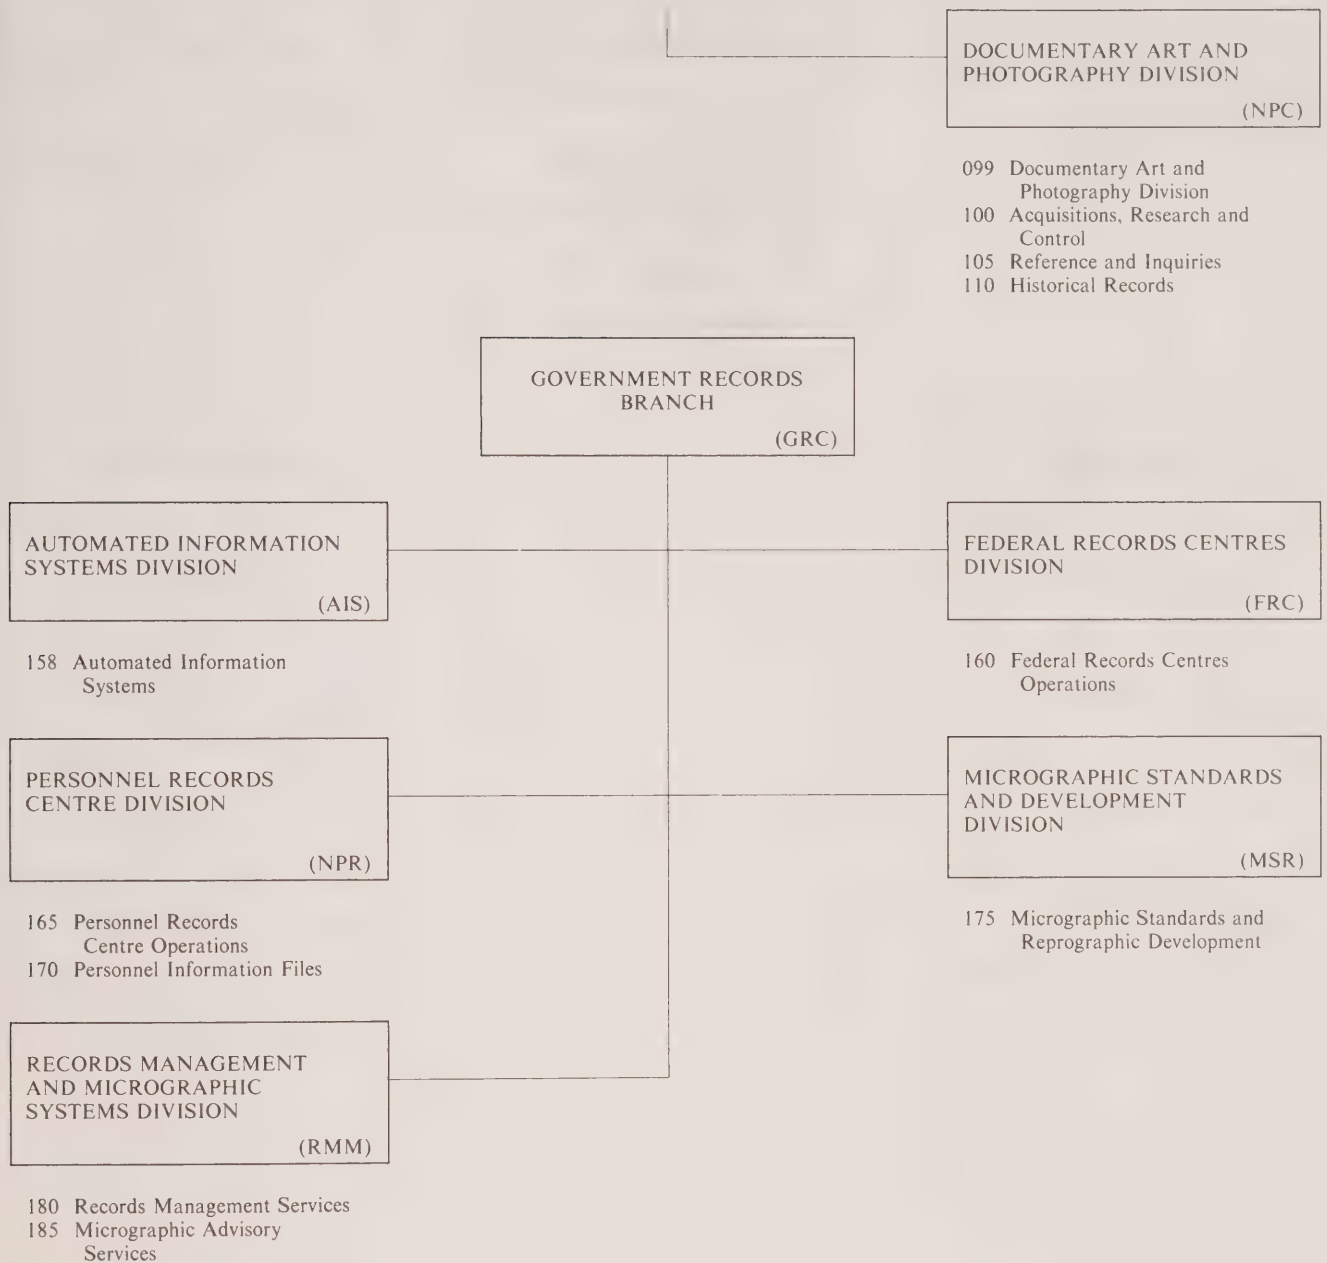 DOCUMENTARY ART AND
PHOTOGRAPHY DIVISION
(NPC)
099 Documentary Art and
Photography Division
100 Acquisitions, Research and
Control
105 Reference and Inquiries
110 Historical Records
GOVERNMENT RECORDS
BRANCH
(GRC)
AUTOMATED INFORMATION
SYSTEMS DIVISION
(AIS)
158 Automated Information
Systems
FEDERAL RECORDS CENTRES
DIVISION
(FRC)
160 Federal Records Centres
Operations
PERSONNEL RECORDS
CENTRE DIVISION
(NPR)
165 Personnel Records
Centre Operations
170 Personnel Information Files
MICROGRAPHIC STANDARDS
AND DEVELOPMENT
DIVISION
(MSR)
175 Micrographic Standards and
Reprographic Development
RECORDS MANAGEMENT
AND MICROGRAPHIC
SYSTEMS DIVISION
(RMM)
180 Records Management Services
185 Micrographic Advisory
Services